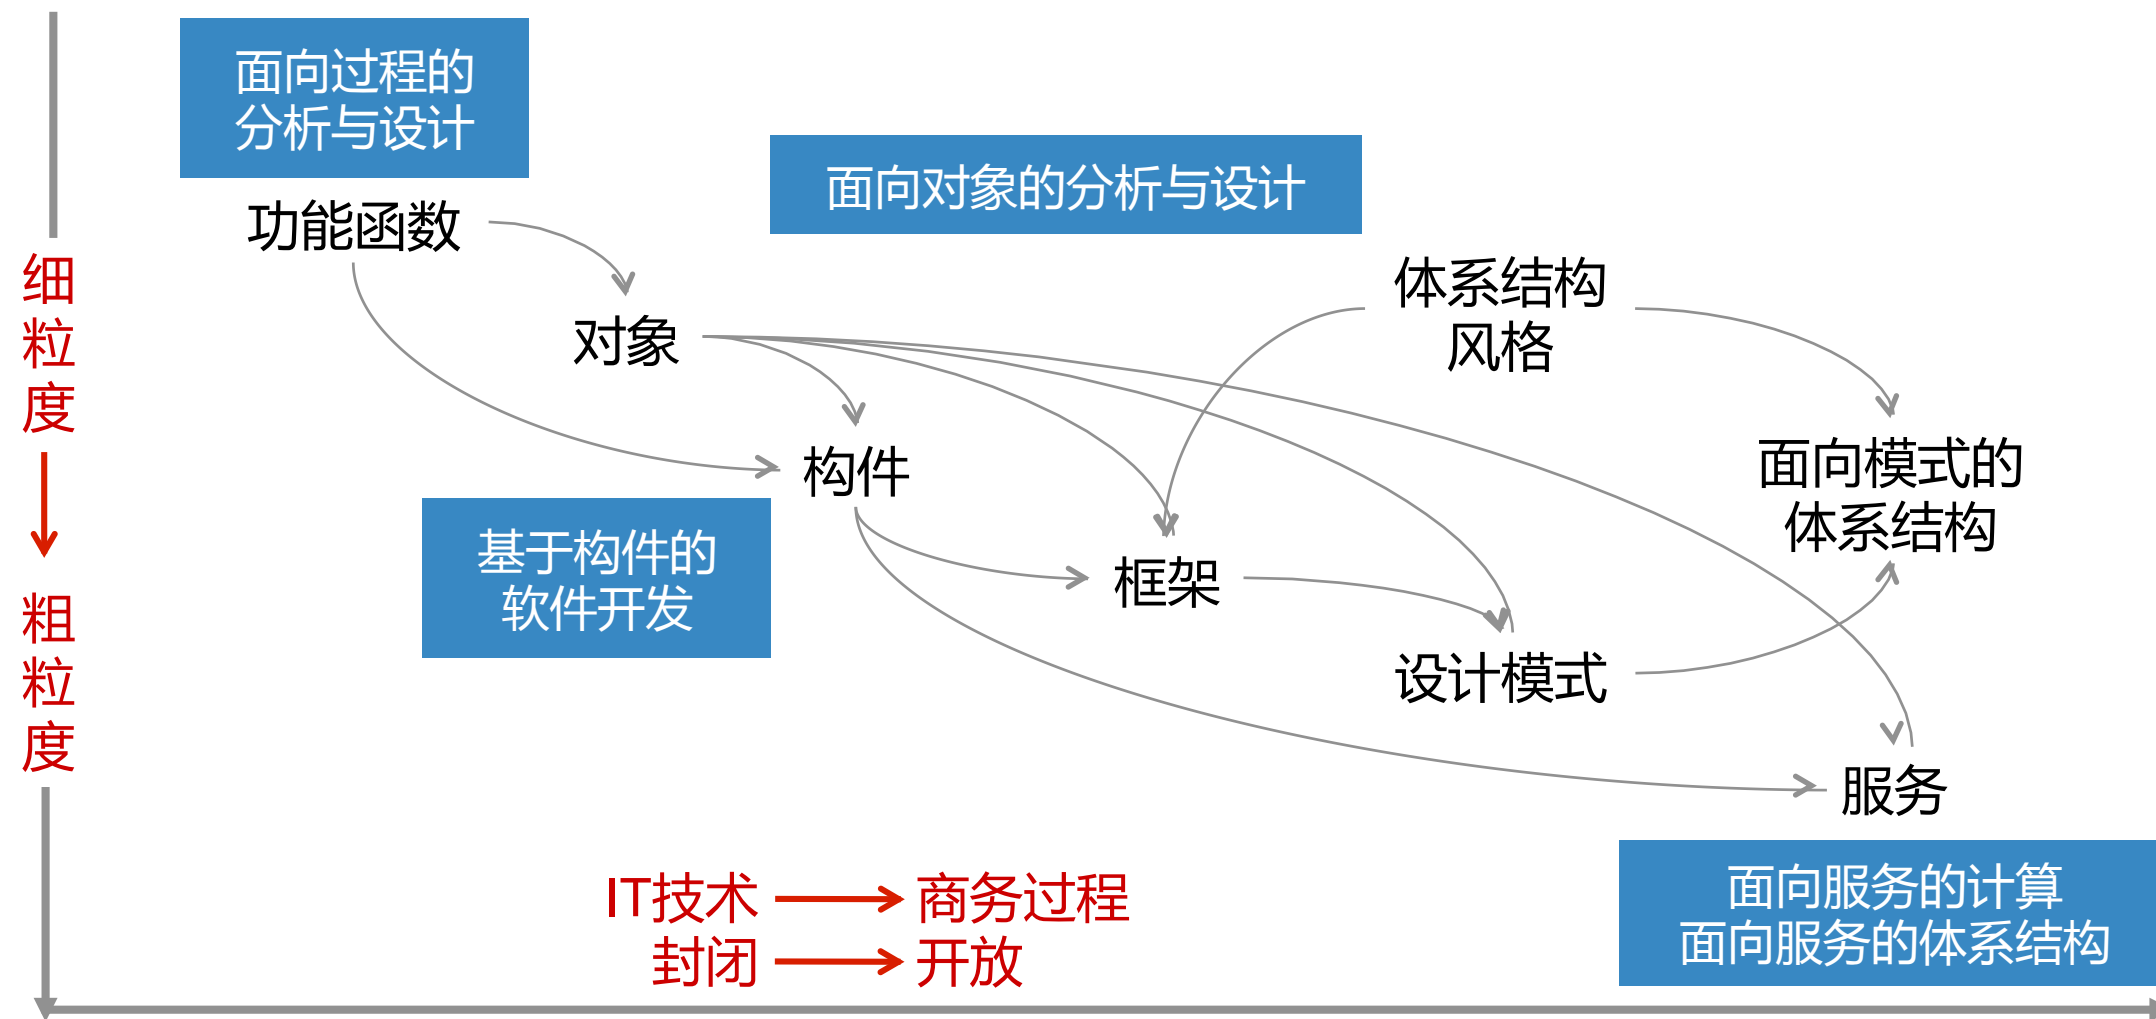 面向过程的
分析与设计
面向对象的分析与设计
功能函数
细
粒
度
体系结构
风格
对象
面向模式的
体系结构
构件
基于构件的
软件开发
框架
粗
粒
度
设计模式
服务
面向服务的计算
面向服务的体系结构
IT技术 商务过程
封闭 开放